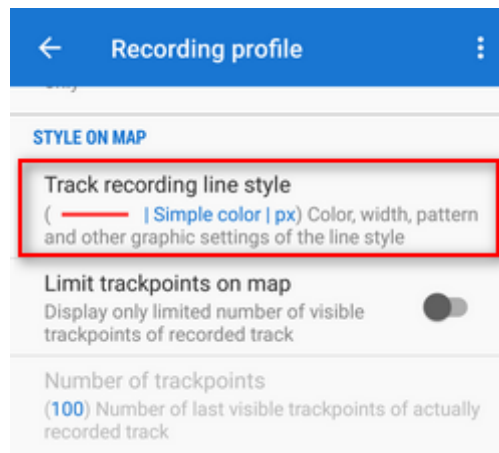 Recording profile
STYLE ON MAP
Track recording line style
( | Simple color | px) Color, width, pattern
and other graphic settings of the line style
Limit trackpoints on map
Display only limited number of visible
trackpoints of recorded track
Number of trackpoints
(100) Number of last visible trackpoints of actually
recorded track